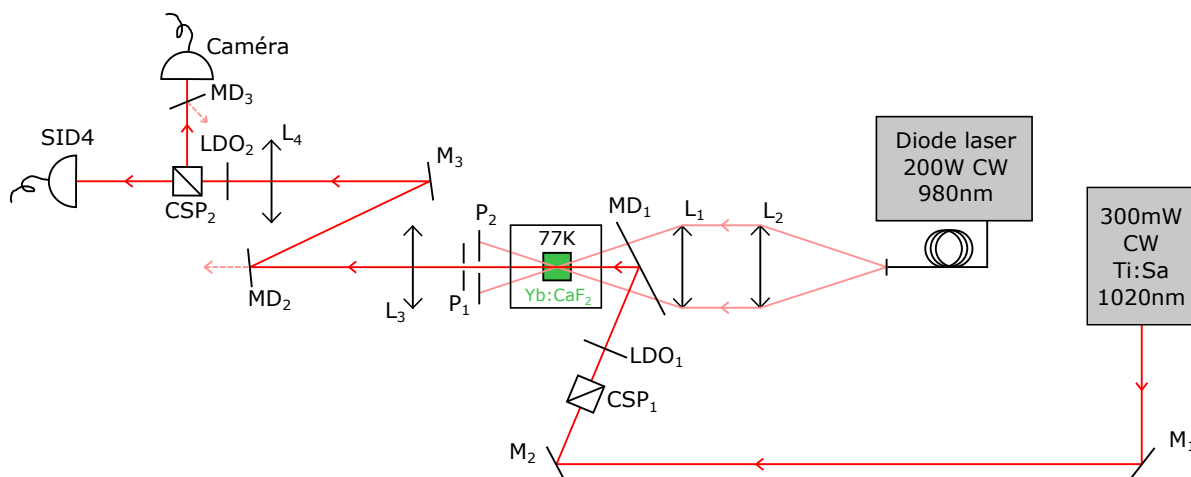 Caméra
MD₃
SID4
LDO₂
L₄
CSP₂
M₃
Diode laser
200W CW
980nm
MD₁
L₁
L₂
P₂
77K
Yb:CaF₂
300mW
CW
Ti:Sa
1020nm
MD₂
L₃
P₁
LDO₁
CSP₁
M₂
M₁